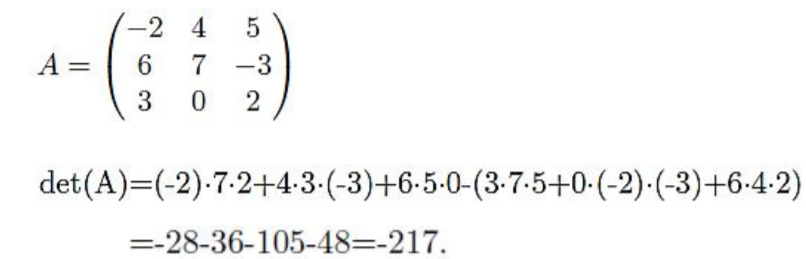 A = ( −2 4 5
6 7 −3
3 0 2 )
det(A)=(-2)·7·2+4·3·(-3)+6·5·0-(3·7·5+0·(-2)·(-3)+6·4·2)
=-28-36-105-48=-217.